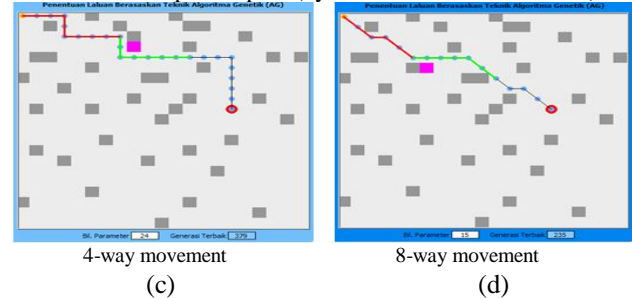 Penentuan Laluan Berasaskan Teknik Algoritma Genetik (AG)
Penentuan Laluan Berasaskan Teknik Algoritma Genetik (AG)
Bil. Parameter 24 Generasi Terbaik 379
Bil. Parameter 15 Generasi Terbaik 235
4-way movement
8-way movement
(c)
(d)